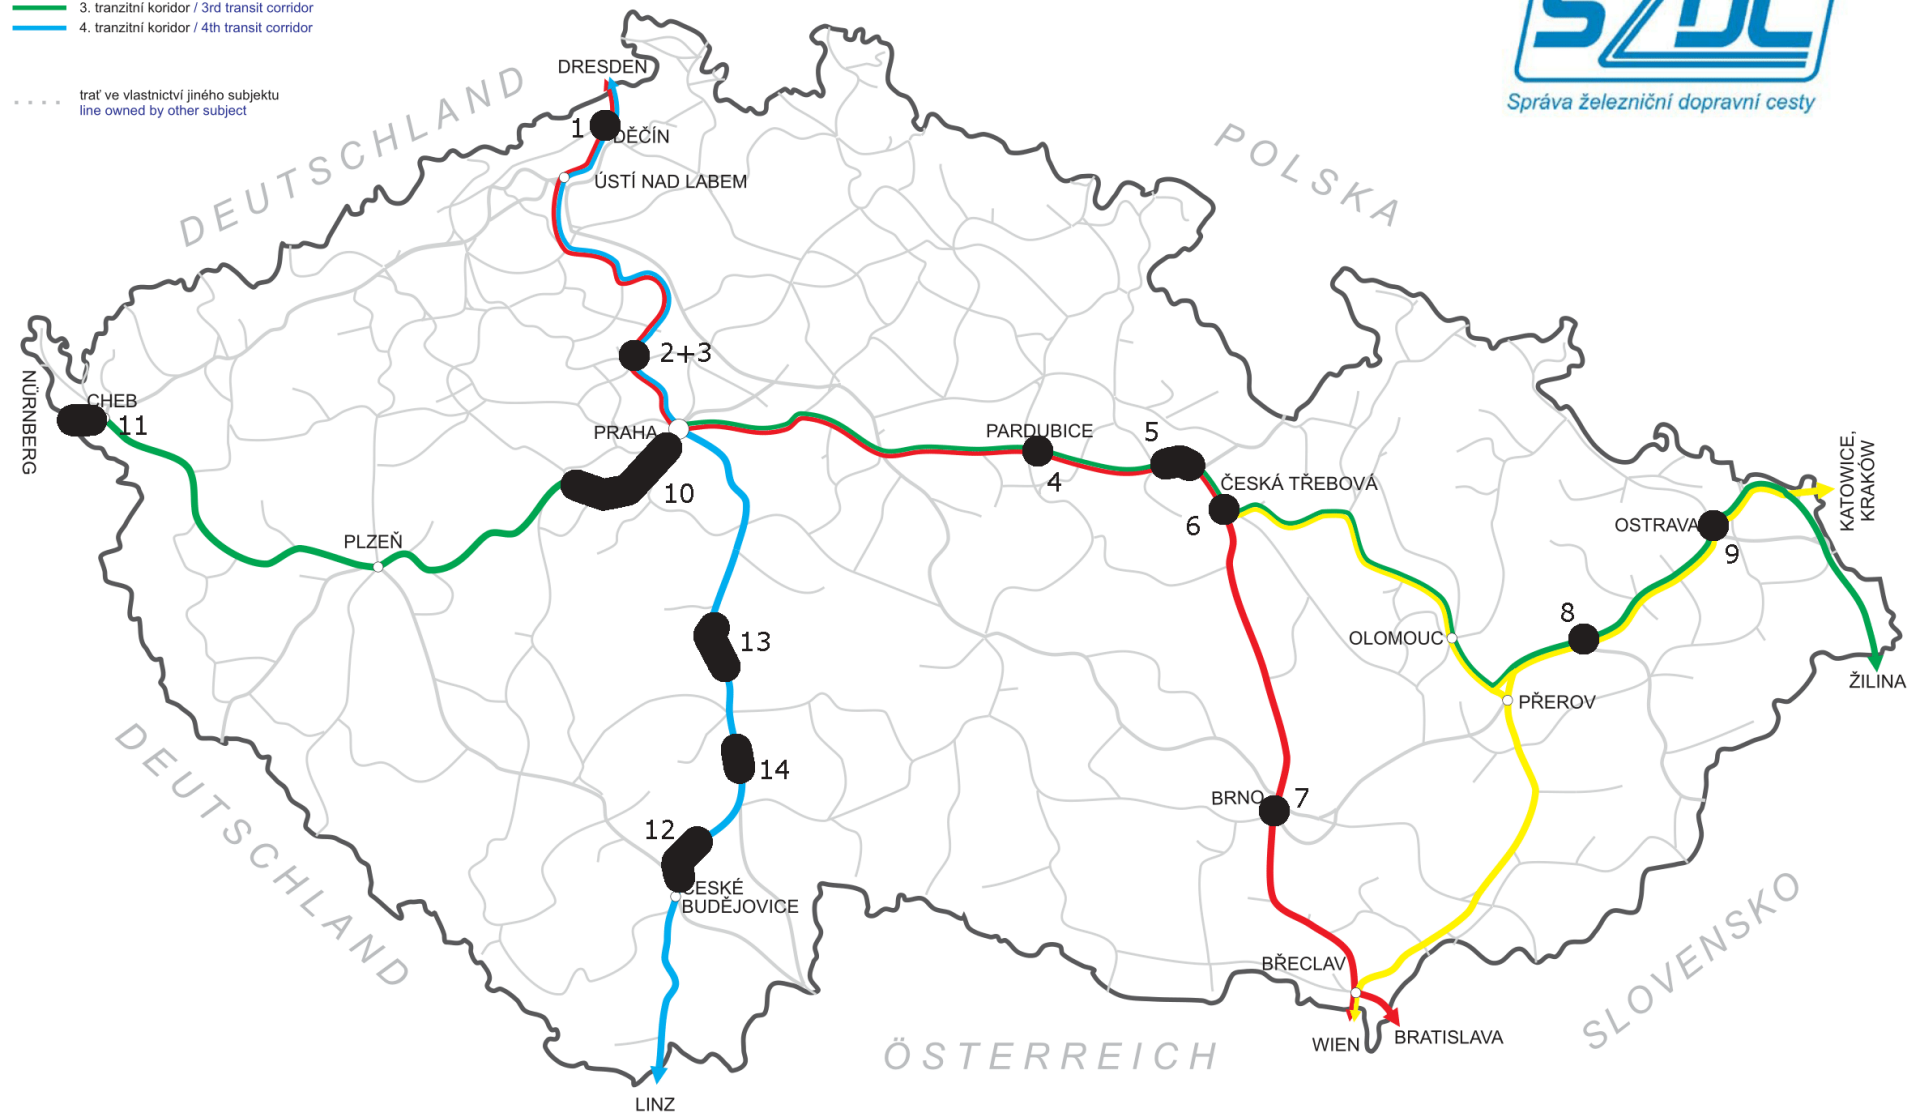 3. tranzitní koridor / 3rd transit corridor
4. tranzitní koridor / 4th transit corridor
trať ve vlastnictví jiného subjektu
line owned by other subject
SŽDC
Správa železniční dopravní cesty
DEUTSCHLAND
POLSKA
DRESDEN
1
DĚČÍN
ÚSTÍ NAD LABEM
2+3
NÜRNBERG
CHEB
11
PRAHA
10
PLZEŇ
PARDUBICE
4
5
ČESKÁ TŘEBOVÁ
6
OSTRAVA
9
KATOWICE,
KRAKÓW
8
OLOMOUC
PŘEROV
ŽILINA
13
14
12
ČESKÉ
BUDĚJOVICE
BRNO
7
DEUTSCHLAND
BŘECLAV
WIEN
BRATISLAVA
SLOVENSKO
ÖSTERREICH
LINZ